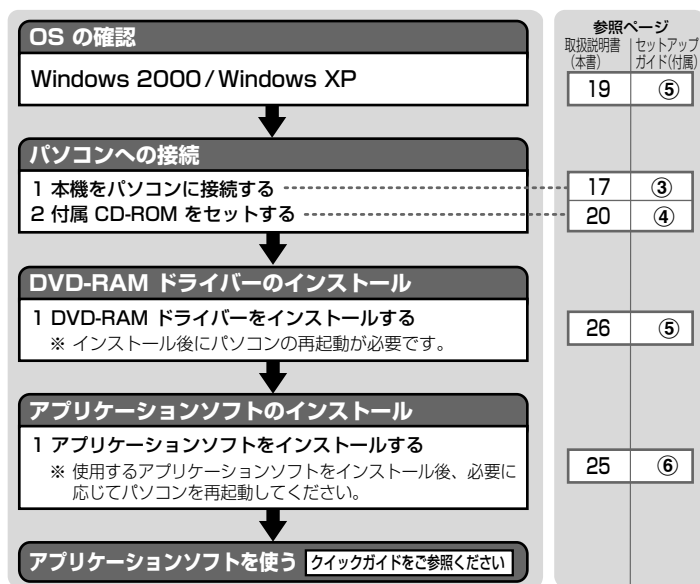 OS の確認
Windows 2000/Windows XP
パソコンへの接続
1 本機をパソコンに接続する
2 付属 CD-ROM をセットする
DVD-RAM ドライバーのインストール
1 DVD-RAM ドライバーをインストールする
※ インストール後にパソコンの再起動が必要です。
アプリケーションソフトのインストール
1 アプリケーションソフトをインストールする
※ 使用するアプリケーションソフトをインストール後、必要に
応じてパソコンを再起動してください。
アプリケーションソフトを使う クイックガイドをご参照ください
参照ページ
取扱説明書 セットアップ
(本書) ガイド(付属)
19 ⑤
17 ③
20 ④
26 ⑤
25 ⑥